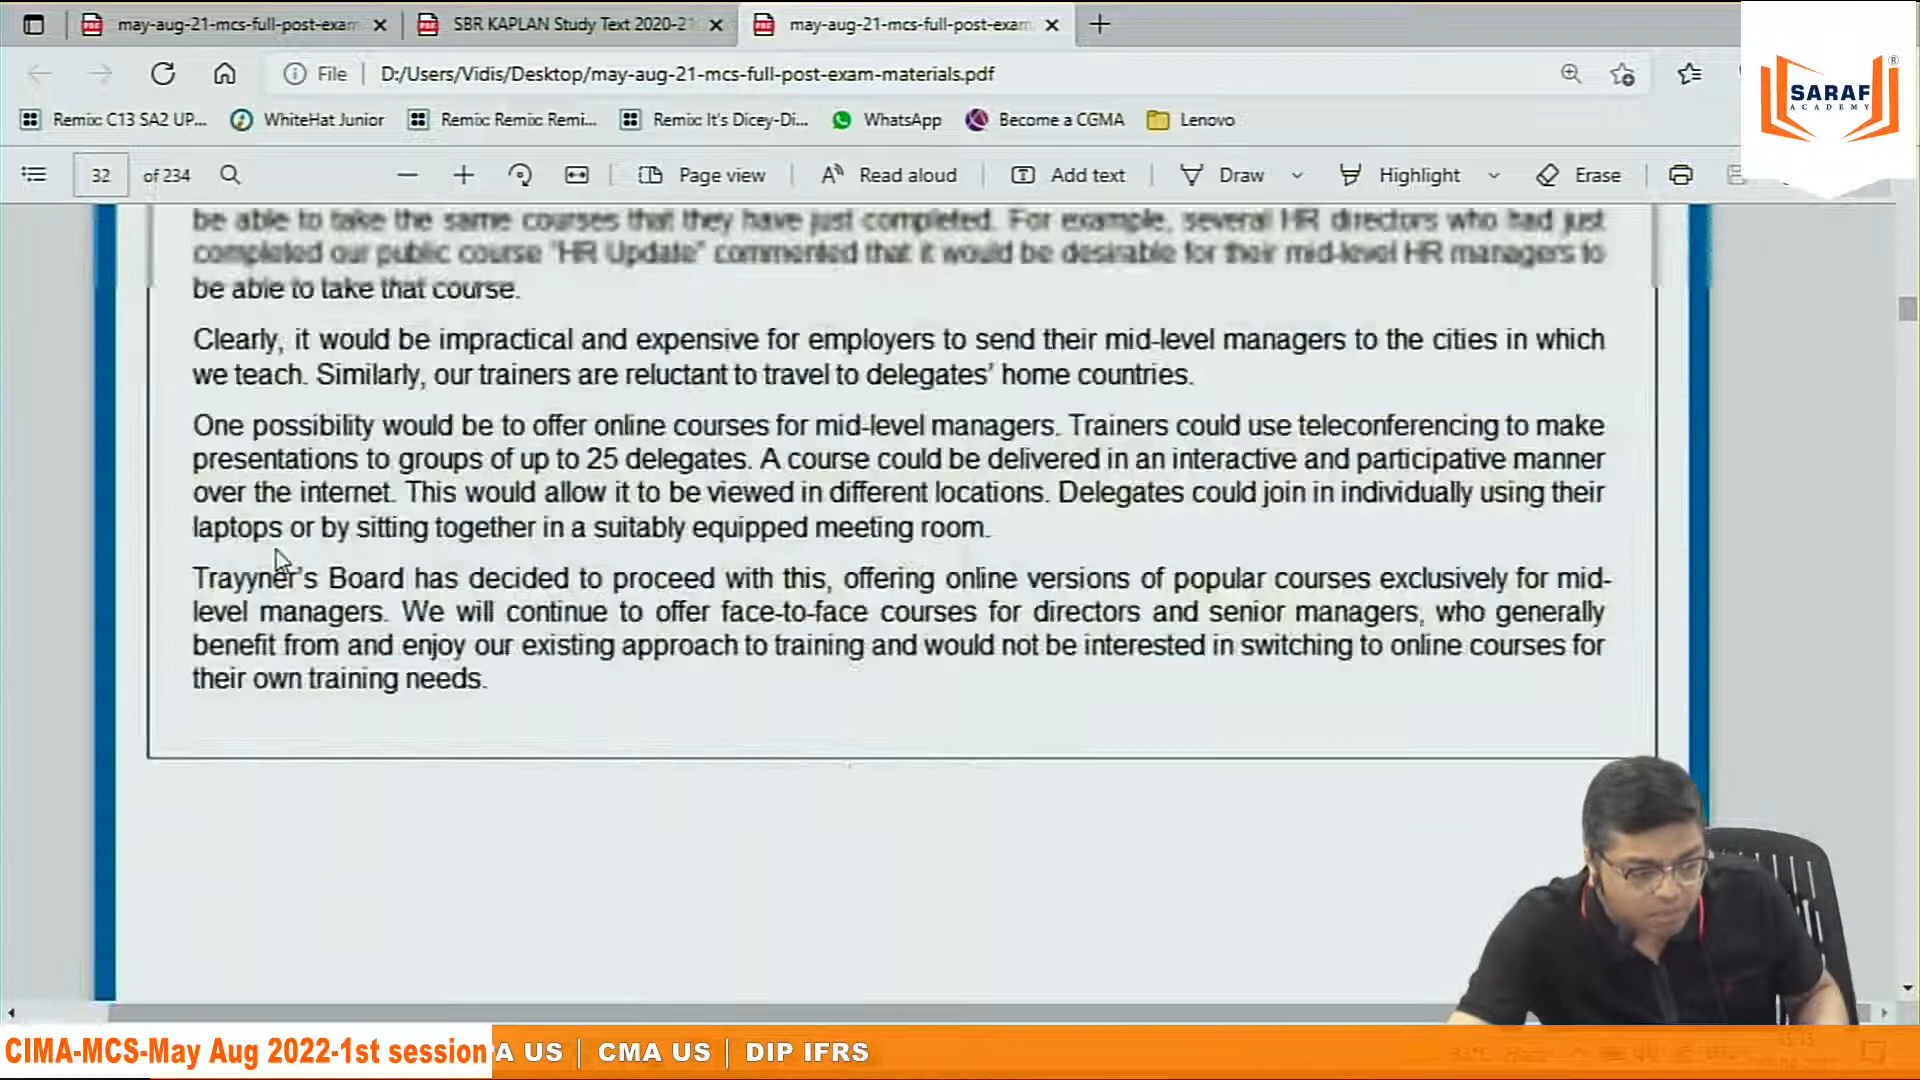 may-aug-21-mcs-full-post-exam
SBR KAPLAN Study Text 2020-21
may-aug-21-mcs-full-post-exam
File
D:/Users/Vidis/Desktop/may-aug-21-mcs-full-post-exam-materials.pdf
SARAF
ACADEMY
®
Remix: C13 SA2 UP...
WhiteHat Junior
Remix: Remix Remi...
Remix: It's Dicey-Di...
WhatsApp
Become a CGMA
Lenovo
32 of 234
Page view
Read aloud
Add text
Draw
Highlight
Erase
be able to take the same courses that they have just completed. For example, several HR directors who had just
completed our public course "HR Update" commented that it would be desirable for their mid-level HR managers to
be able to take that course.
Clearly, it would be impractical and expensive for employers to send their mid-level managers to the cities in which
we teach. Similarly, our trainers are reluctant to travel to delegates' home countries.
One possibility would be to offer online courses for mid-level managers. Trainers could use teleconferencing to make
presentations to groups of up to 25 delegates. A course could be delivered in an interactive and participative manner
over the internet. This would allow it to be viewed in different locations. Delegates could join in individually using their
laptops or by sitting together in a suitably equipped meeting room.
Trayyner's Board has decided to proceed with this, offering online versions of popular courses exclusively for mid-
level managers. We will continue to offer face-to-face courses for directors and senior managers, who generally
benefit from and enjoy our existing approach to training and would not be interested in switching to online courses for
their own training needs.
CIMA-MCS-May Aug 2022-1st session
A US | CMA US | DIP IFRS